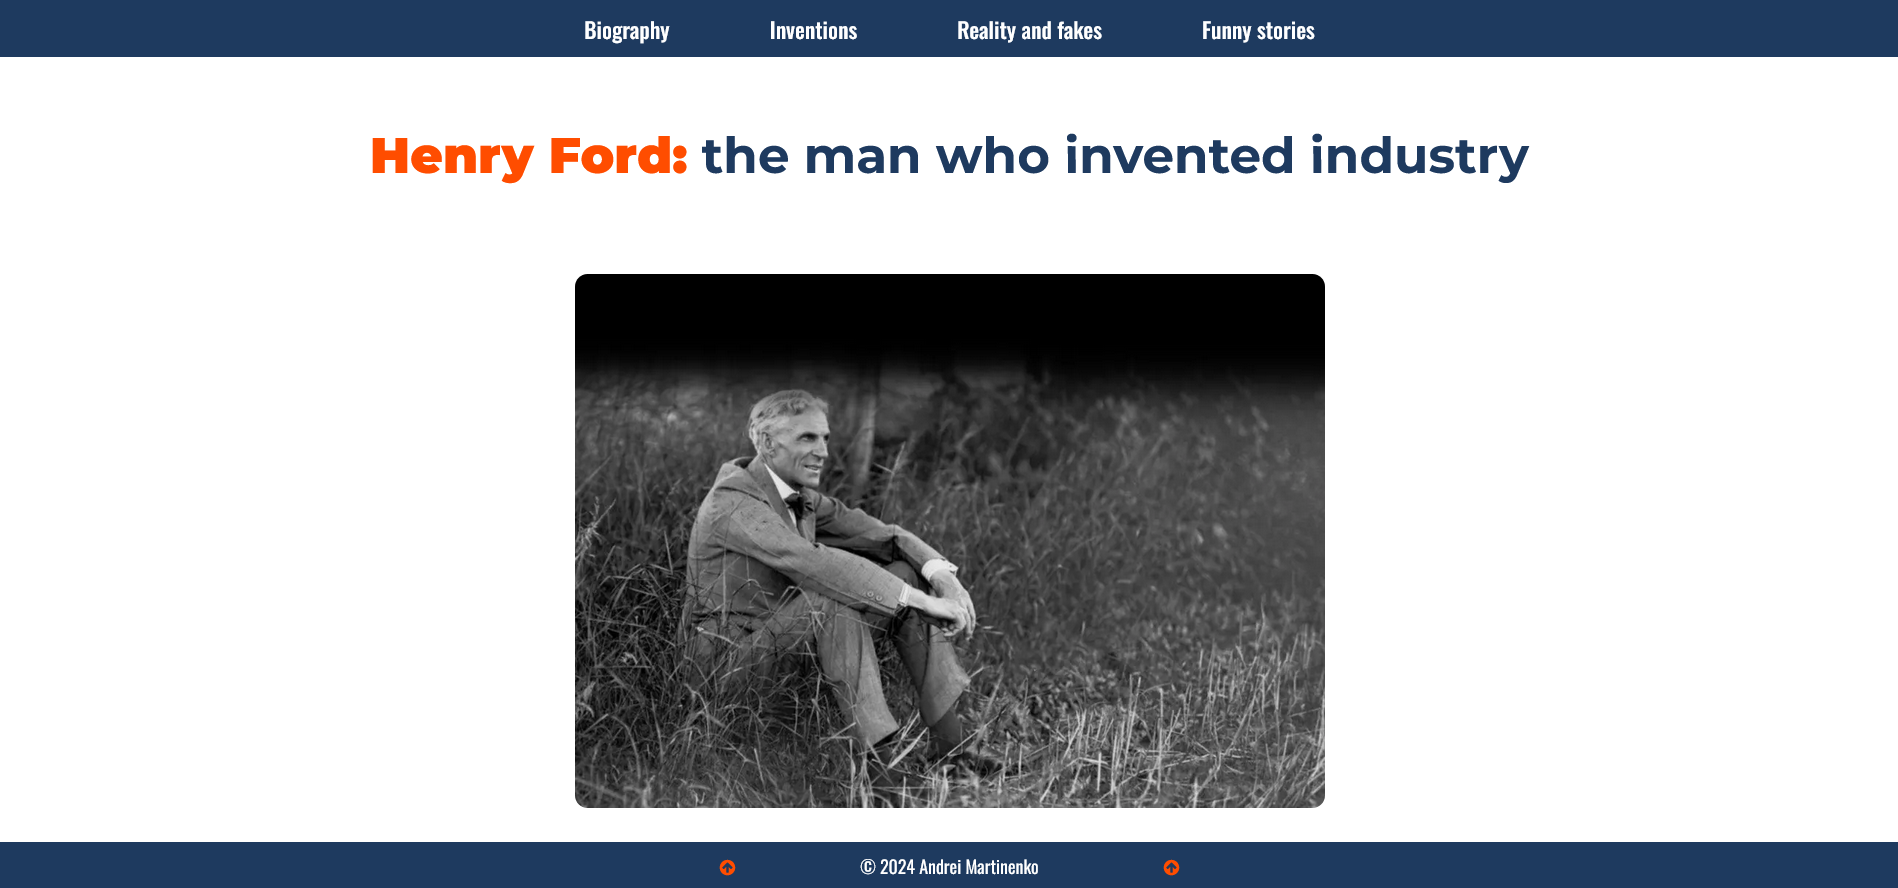 Biography Inventions Reality and fakes Funny stories
Henry Ford: the man who invented industry
© 2024 Andrei Martinenko